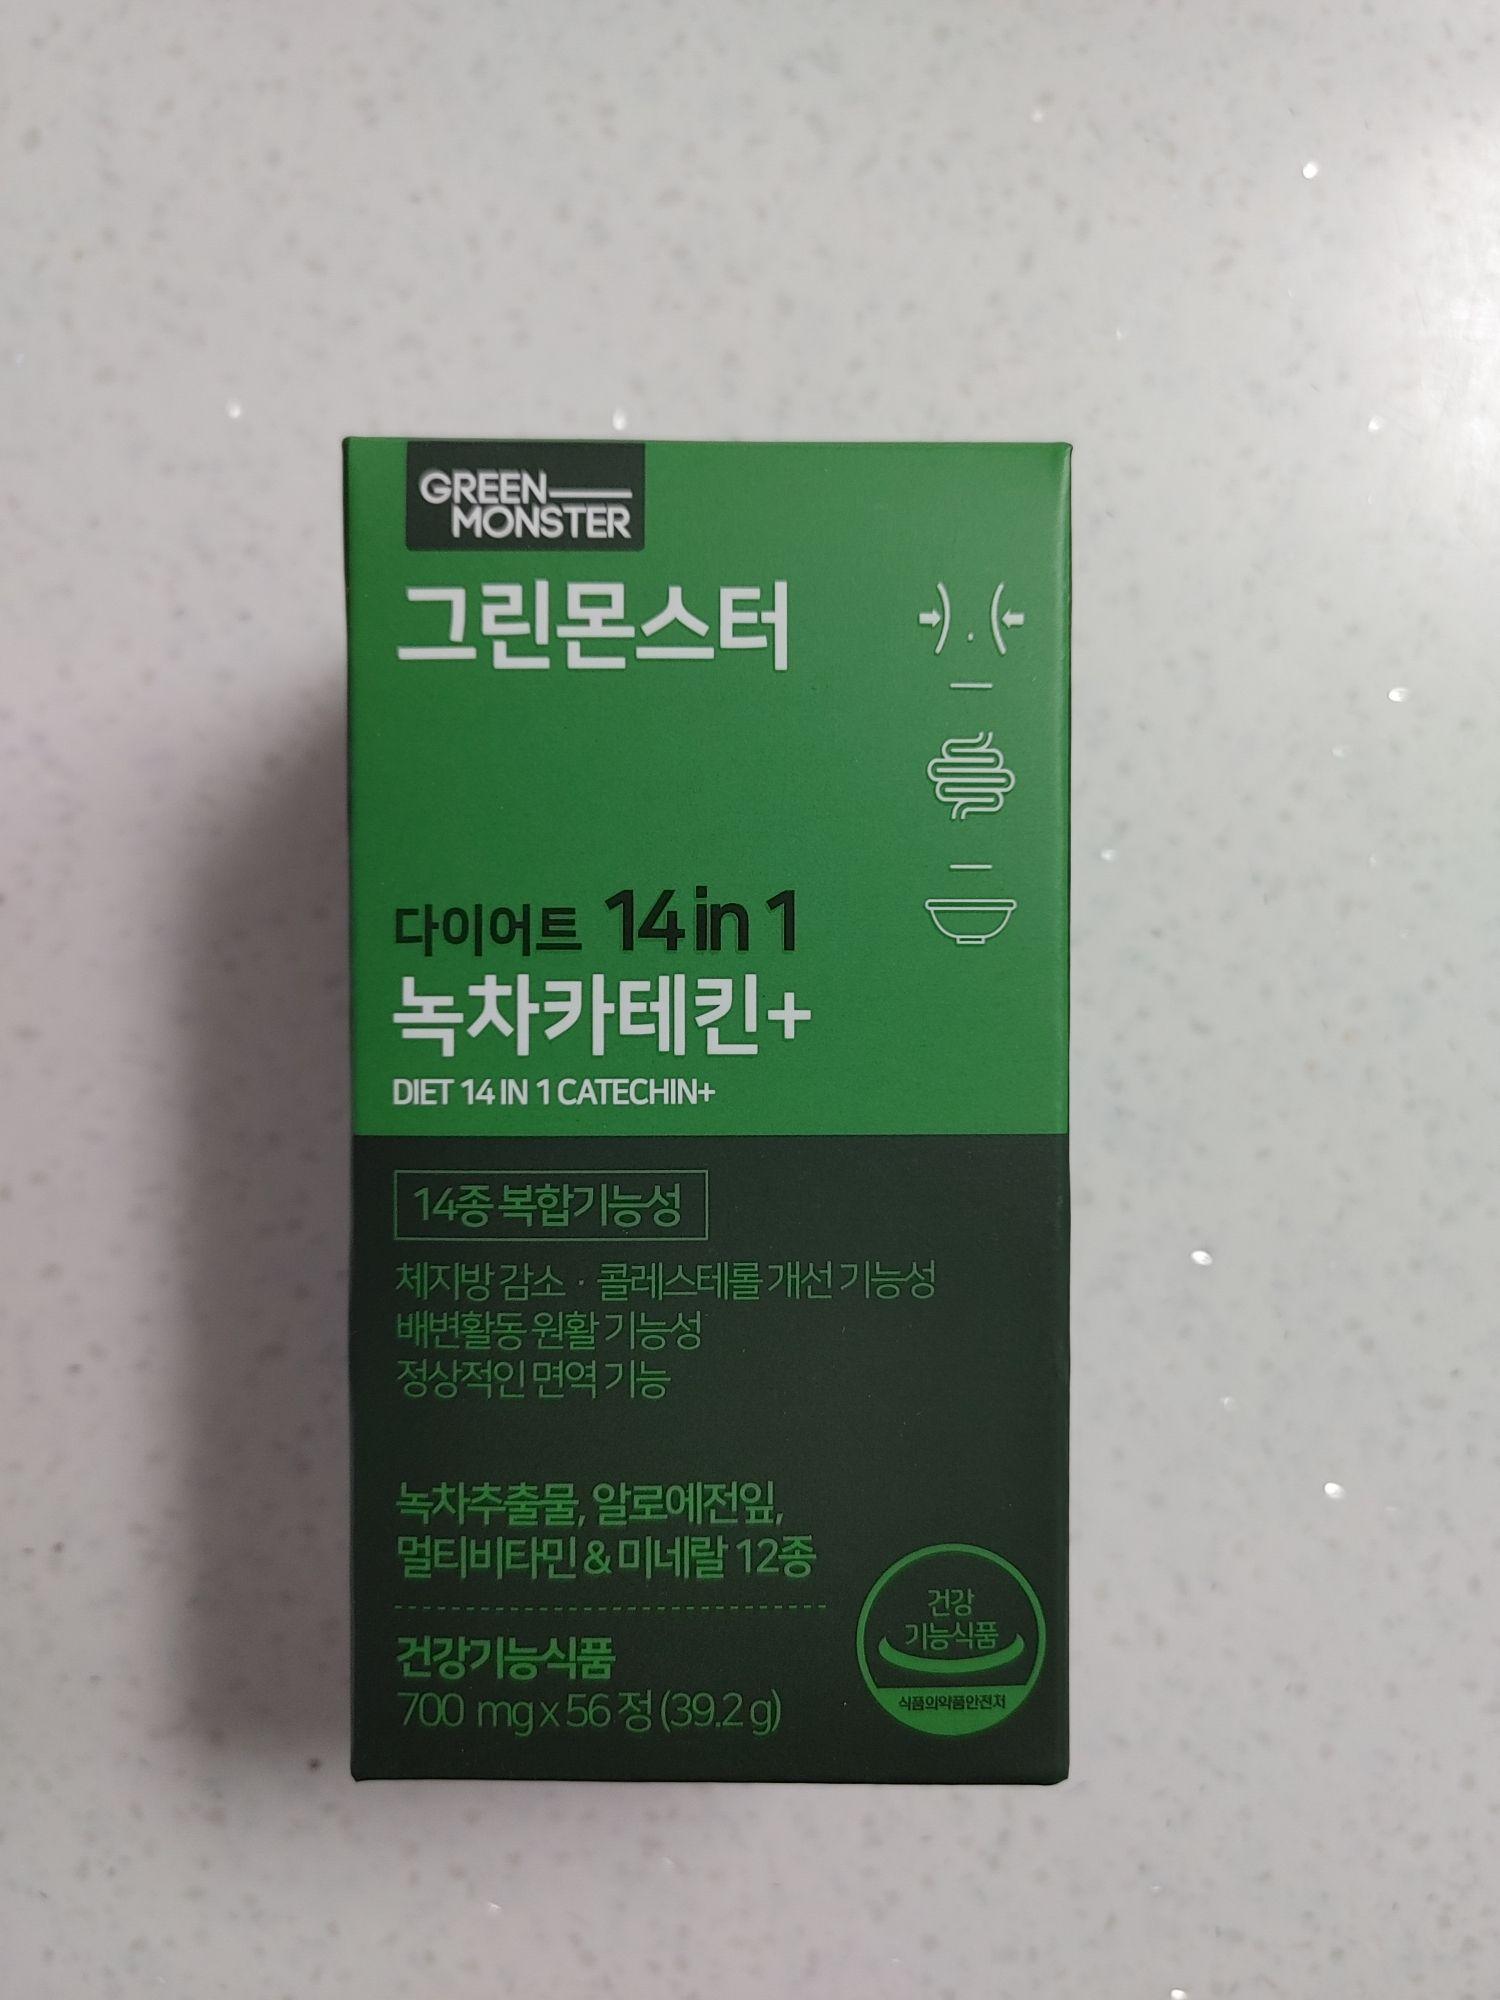 GREEN
MONSTER
그린몬스터
다이어트 14 in 1
녹차카테킨+
DIET 14 IN 1 CATECHIN+
14종 복합기능성
체지방 감소 · 콜레스테롤 개선 기능성
배변활동 원활 기능성
정상적인 면역 기능
녹차추출물, 알로에전잎,
멀티비타민 & 미네랄 12종
건강기능식품
700 mg x 56 정 (39.2 g)
건강
기능식품
식품의약품안전처